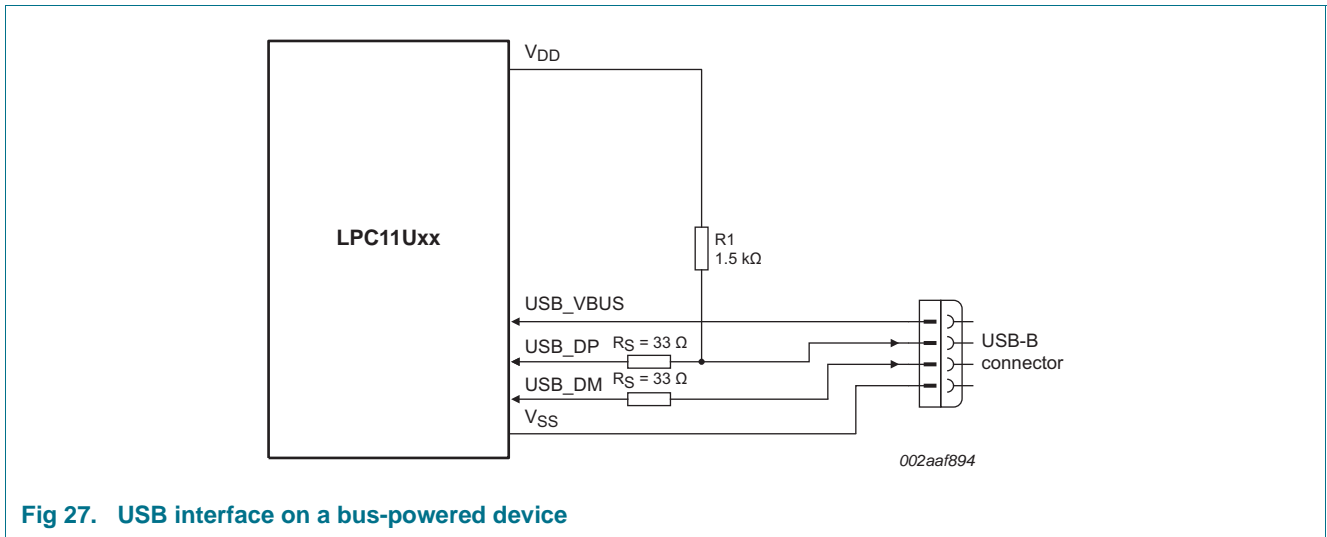 VDD
LPC11Uxx
R1
1.5 kΩ
USB_VBUS
USB_DP RS = 33 Ω
USB_DM RS = 33 Ω
VSS
USB-B
connector
002aaf894
Fig 27. USB interface on a bus-powered device